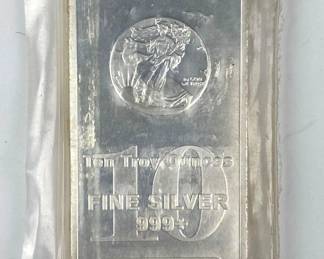 Ten Troy Ounces
10
FINE SILVER
999+